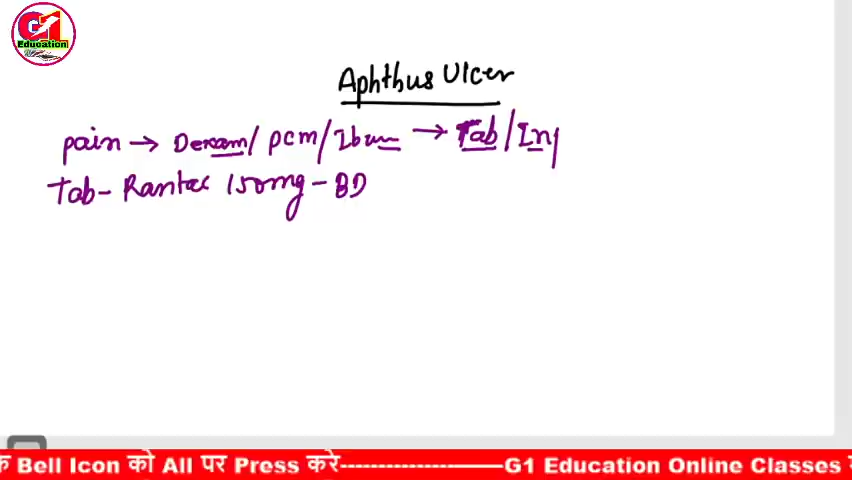 G1
Education
Aphthus Ulcer
pain → Dexam/ pcm/Ibun → Tab/Inj
Tab- Rantac 150mg - BD
क Bell Icon को All पर Press करे-----------------------G1 Education Online Classes